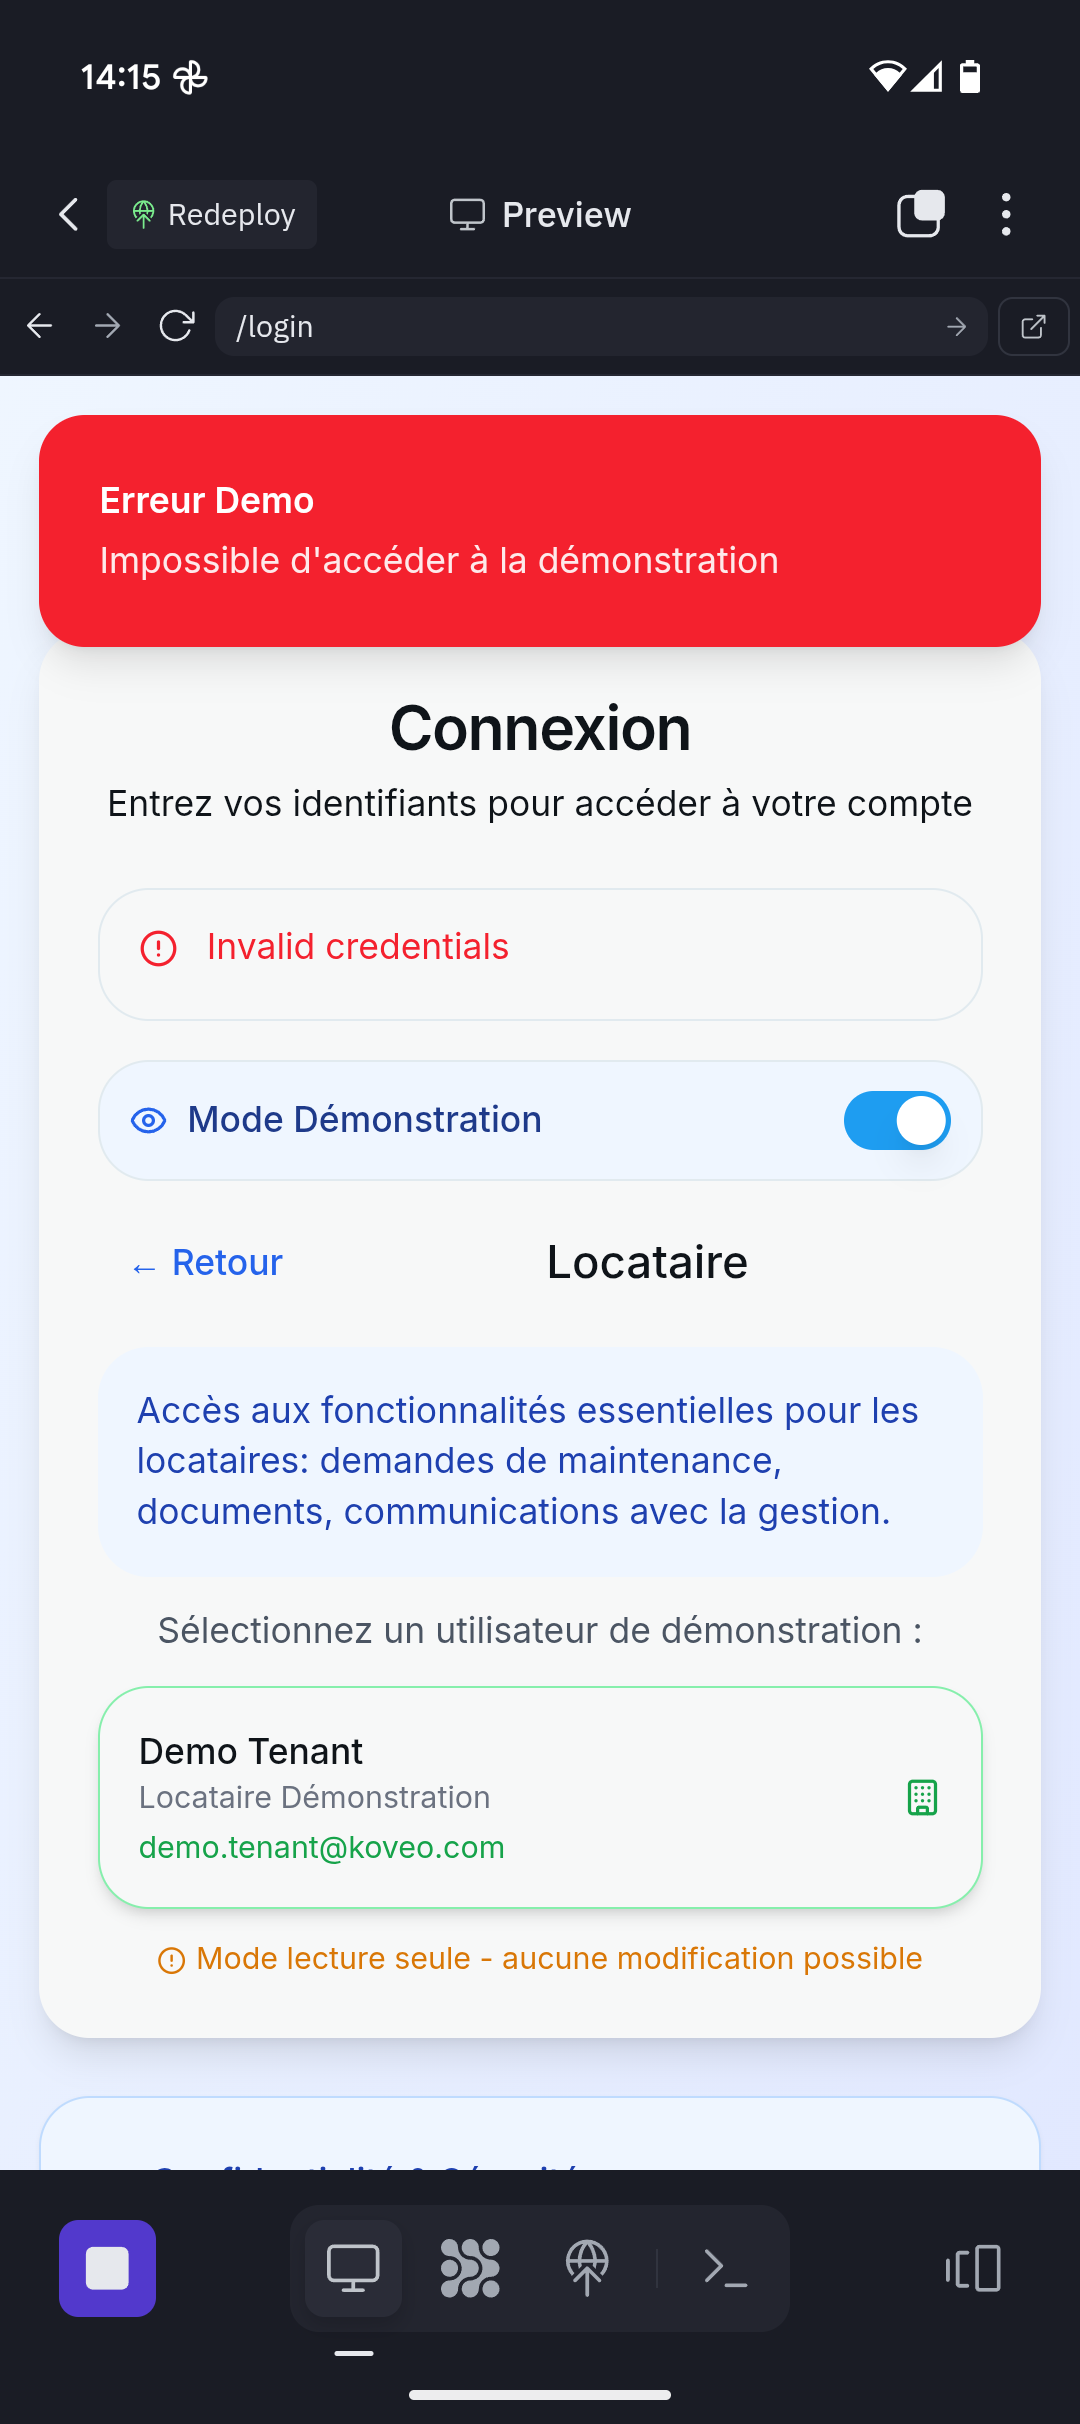 14:15
Redeploy
Preview
/login
Erreur Demo
Impossible d'accéder à la démonstration
Connexion
Entrez vos identifiants pour accéder à votre compte
Invalid credentials
Mode Démonstration
← Retour
Locataire
Accès aux fonctionnalités essentielles pour les
locataires: demandes de maintenance,
documents, communications avec la gestion.
Sélectionnez un utilisateur de démonstration :
Demo Tenant
Locataire Démonstration
demo.tenant@koveo.com
Mode lecture seule - aucune modification possible